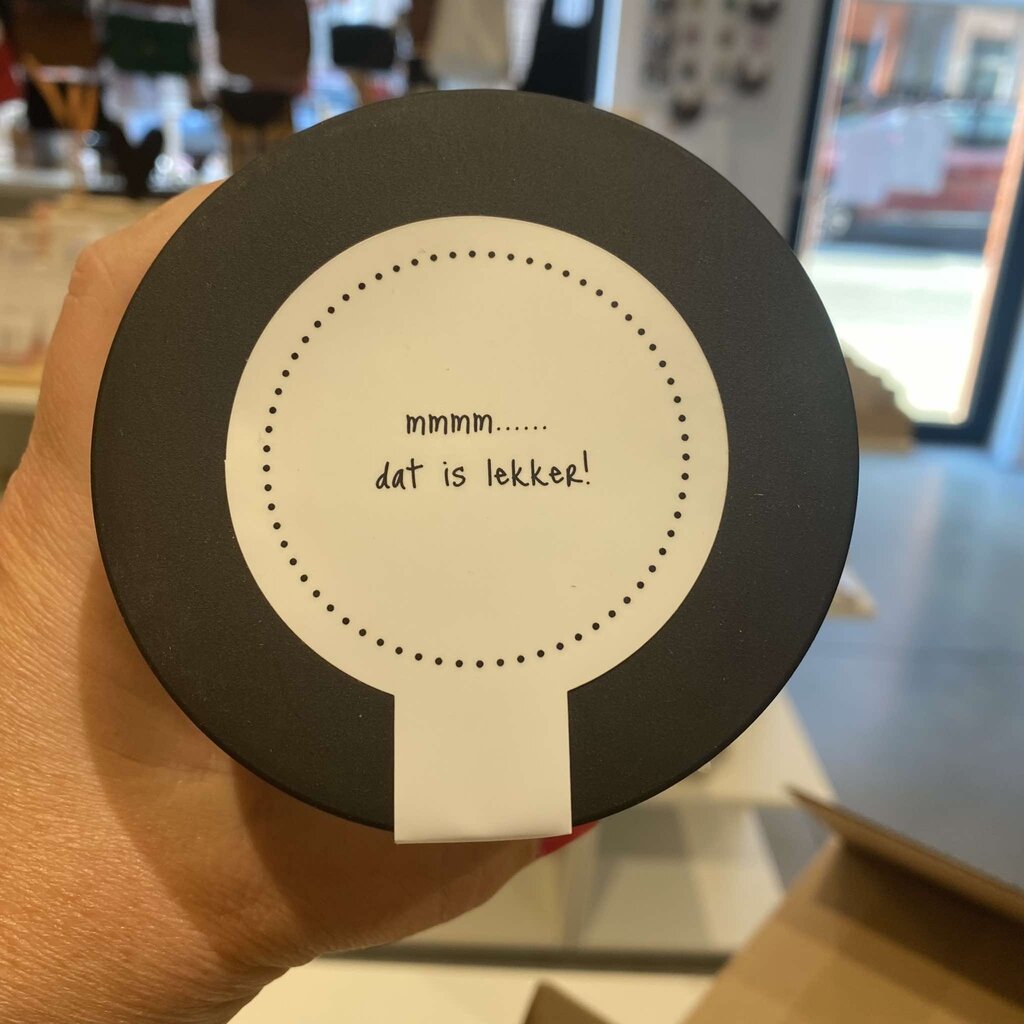 mmmm......
dat is lekker!